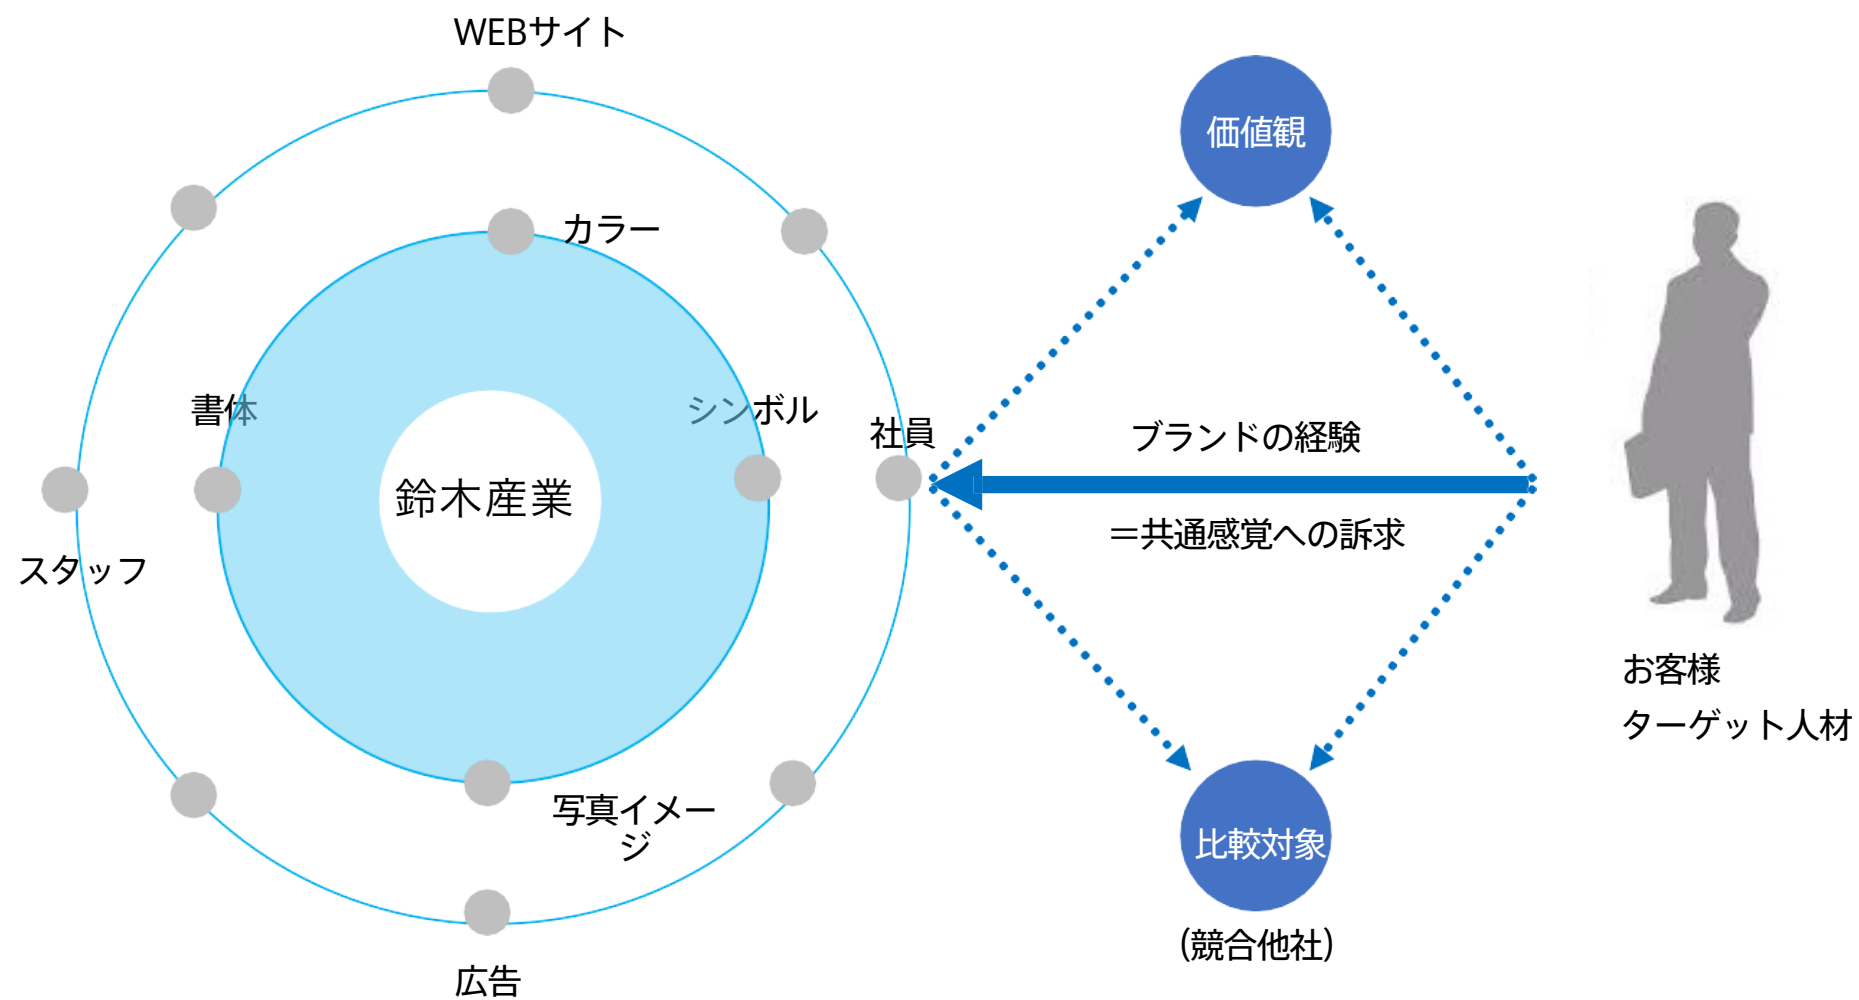 WEBサイト
カラー
書体
シンボル
社員
鈴木産業
スタッフ
写真イメー
ジ
広告
価値観
ブランドの経験
＝共通感覚への訴求
比較対象
(競合他社)
お客様
ターゲット人材